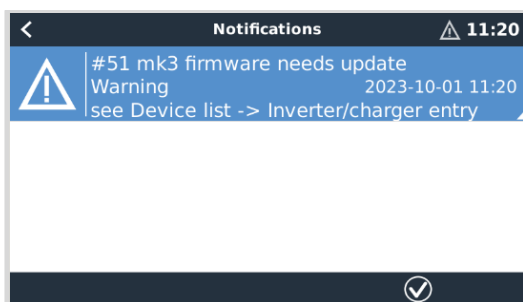 Notifications
11:20
#51 mk3 firmware needs update
Warning
2023-10-01 11:20
see Device list -> Inverter/charger entry